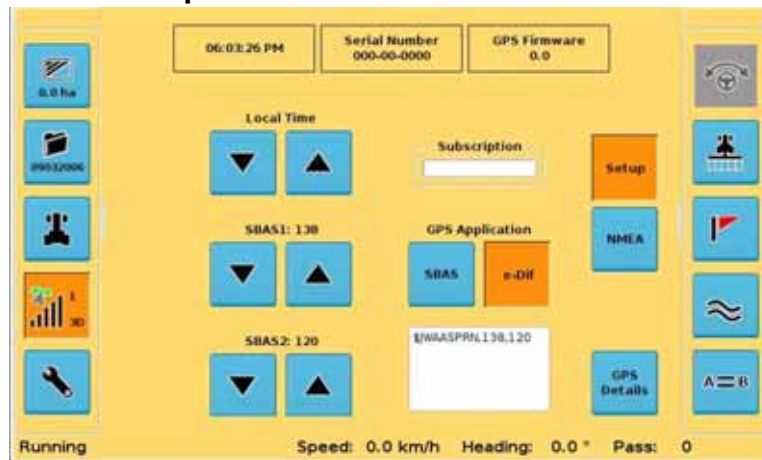 06:03:26 PM
Serial Number
000-00-0000
GPS Firmware
0.0
0.0 ha
09032006
Local Time
Subscription
Setup
SBAS1: 138
GPS Application
NMEA
SBAS
e-Dif
1
3D
SBAS2: 120
$JWAASPRN,138,120
GPS
Details
A=B
Running
Speed: 0.0 km/h
Heading: 0.0 °
Pass: 0